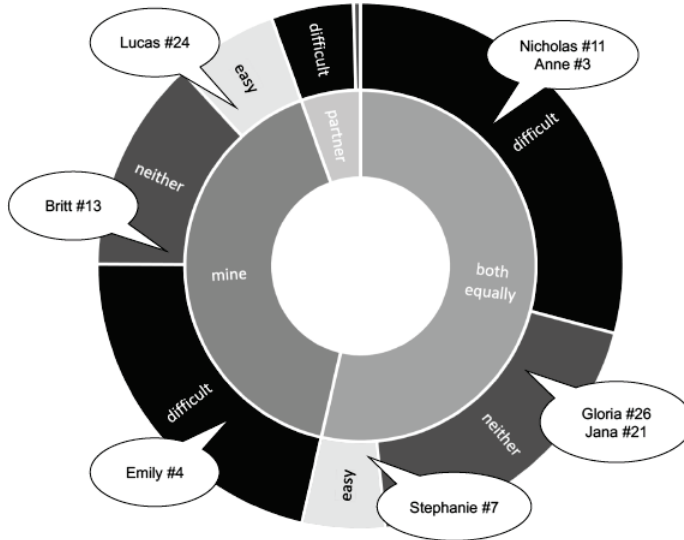 Lucas #24
easy
difficult
Nicholas #11
Anne #3
difficult
partner
neither
Britt #13
mine
both
equally
difficult
neither
Gloria #26
Jana #21
Emily #4
easy
Stephanie #7